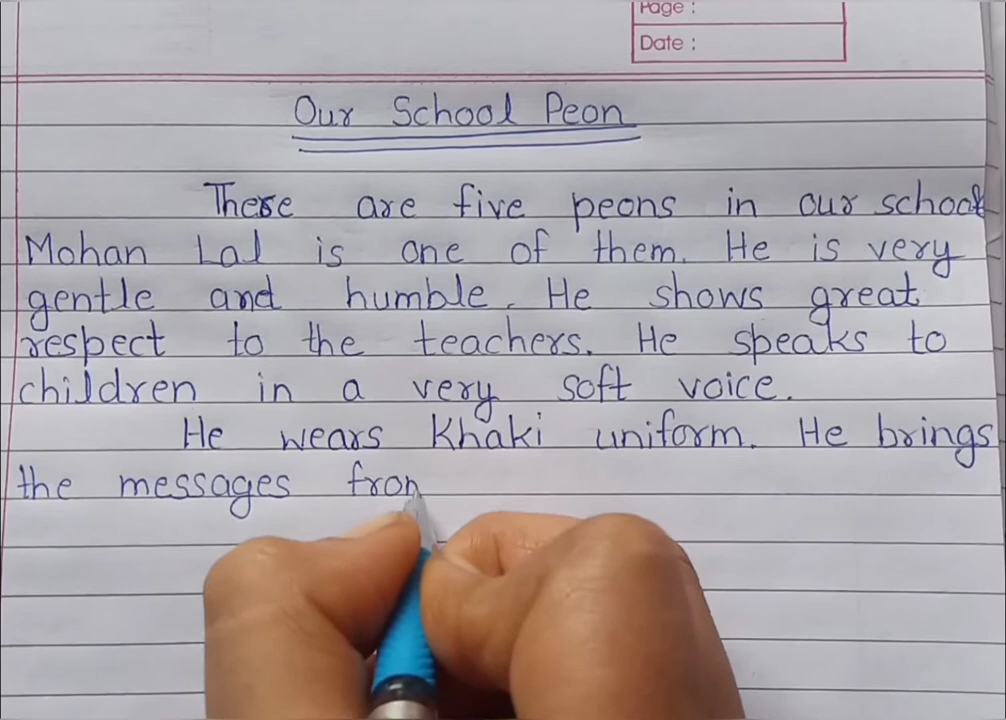 Page :
Date :
Our School Peon
There are five peons in our school
Mohan Lal is one of them. He is very
gentle and humble. He shows great
respect to the teachers. He speaks to
children in a very soft voice.
He wears Khaki uniform. He brings
the messages fron